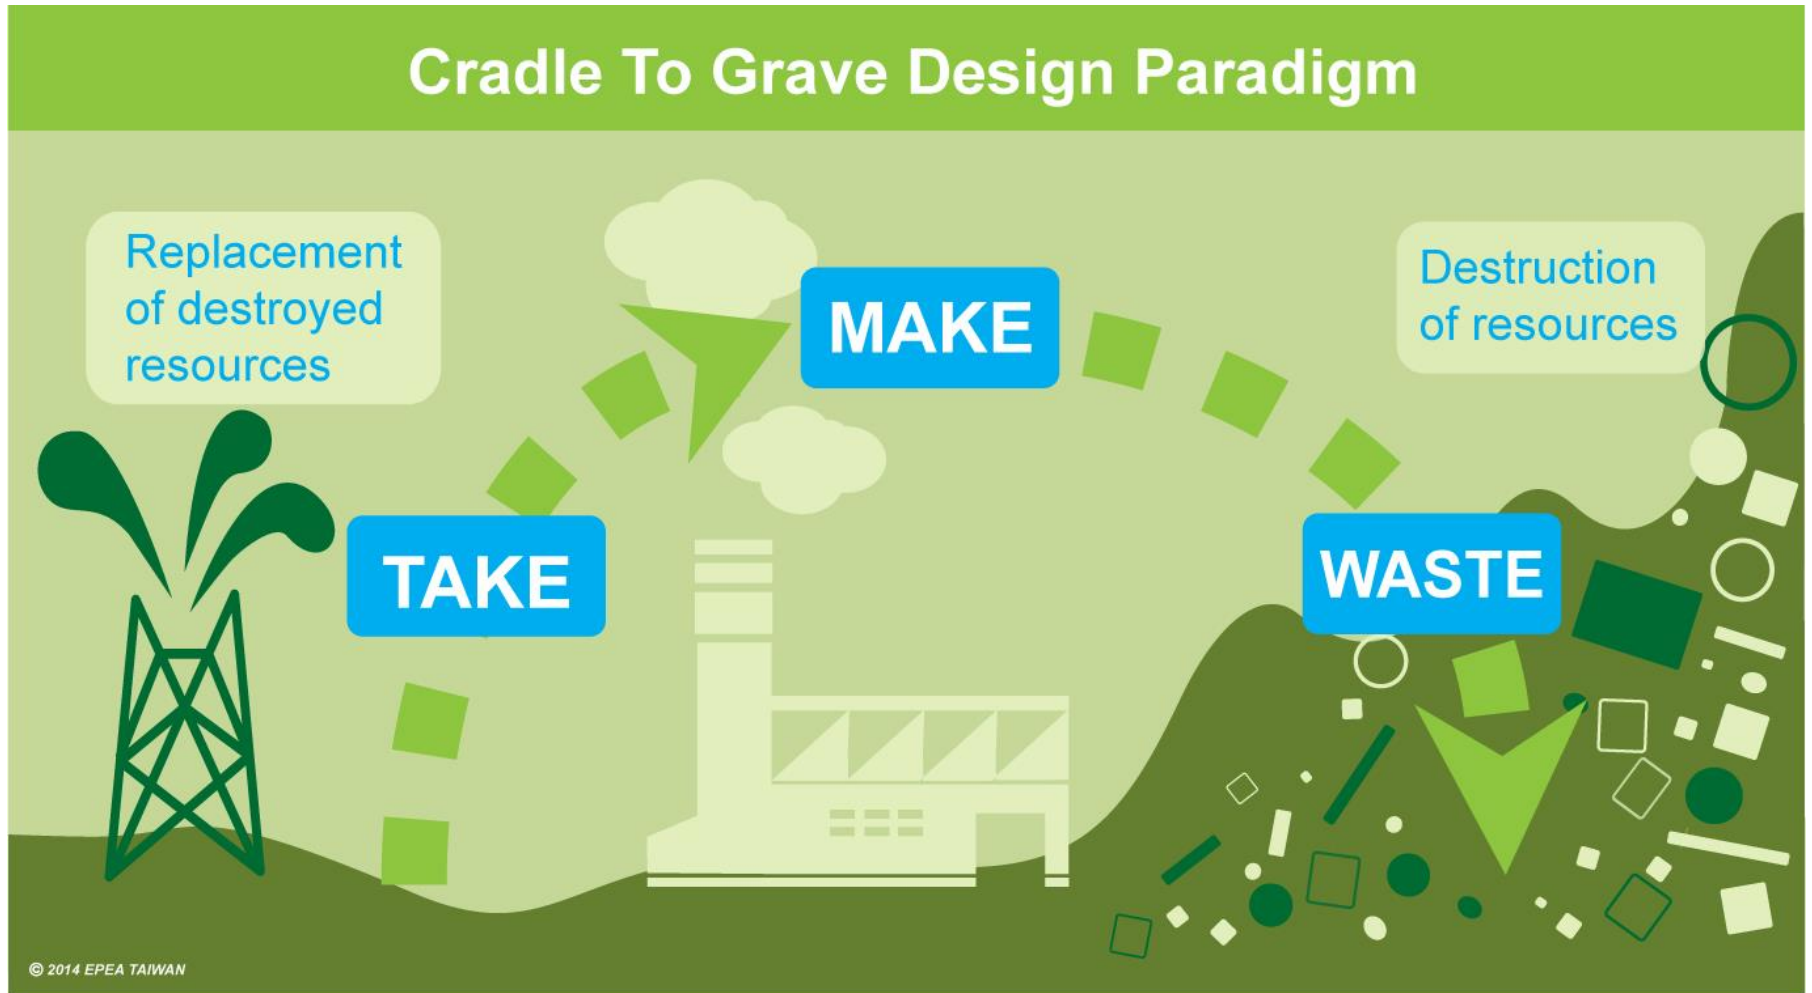 Cradle To Grave Design Paradigm
Replacement
of destroyed
resources
TAKE
MAKE
Destruction
of resources
WASTE
© 2014 EPEA TAIWAN